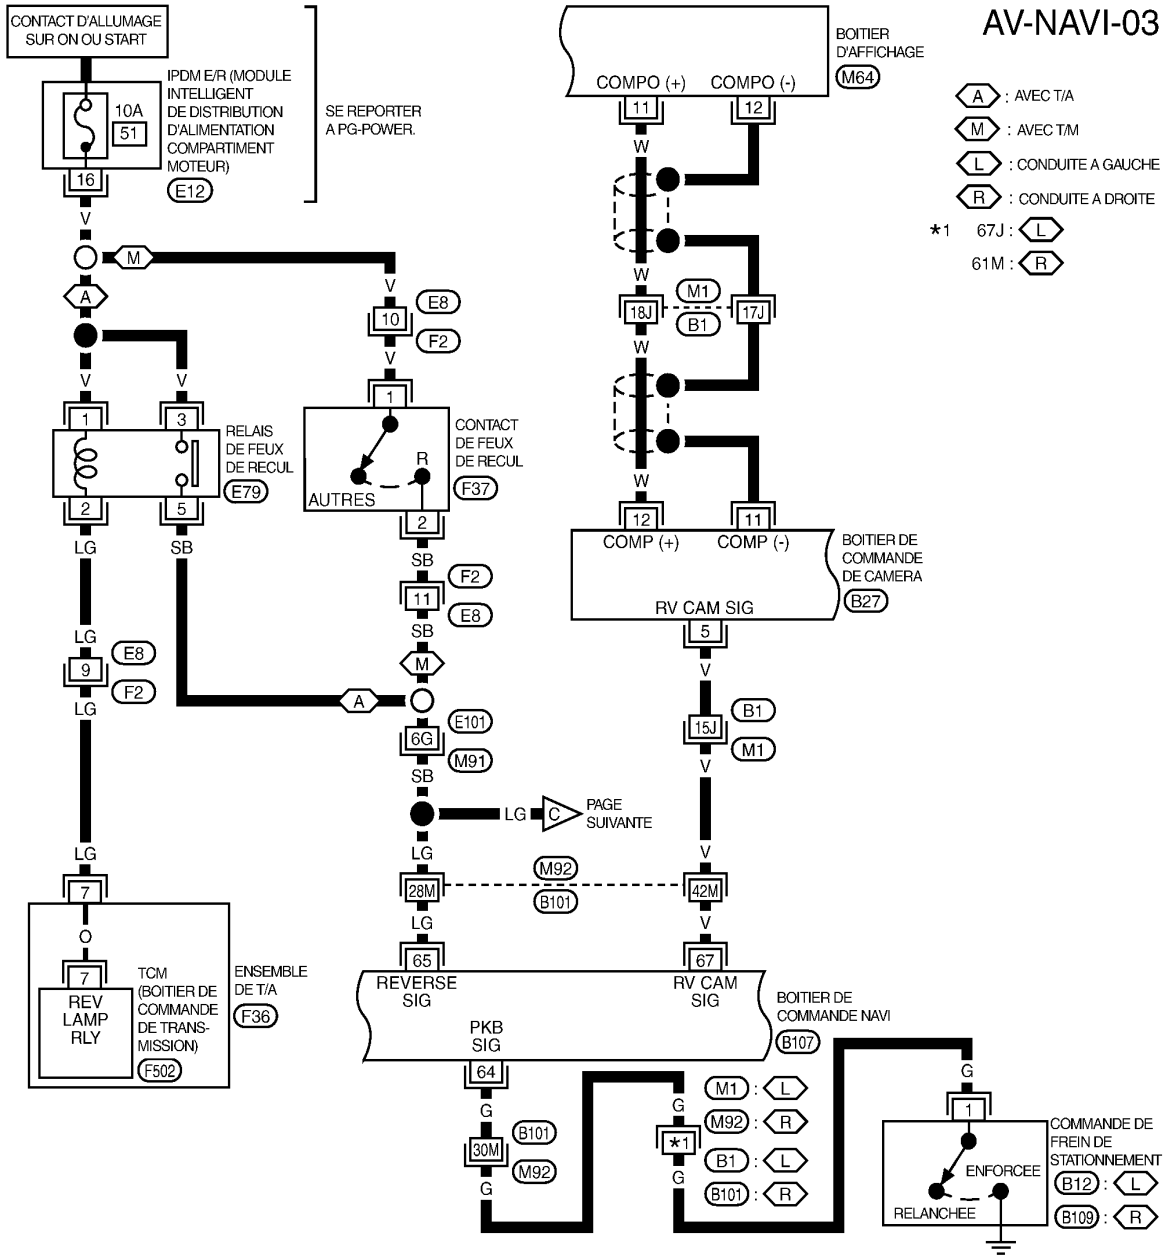 AV-NAVI-03
CONTACT D'ALLUMAGE
SUR ON OU START
IPDM E/R (MODULE
INTELLIGENT
DE DISTRIBUTION
D'ALIMENTATION
COMPARTIMENT
MOTEUR)
E12
10A
51
16
SE REPORTER
A PG-POWER.
V
M
A
V
10
E8
F2
V
V
V
1
3
1
RELAIS
DE FEUX
DE RECUL
E79
2
5
CONTACT
DE FEUX
DE RECUL
F37
R
AUTRES
2
LG
SB
SB
11
F2
E8
SB
M
LG
9
E8
F2
LG
A
6G
E101
M91
SB
LG
C
PAGE
SUIVANTE
LG
LG
7
O
7
REV
LAMP
RLY
TCM
(BOITIER DE
COMMANDE
DE TRANS-
MISSION)
F502
ENSEMBLE
DE T/A
F36
28M
M92
B101
42M
LG
V
65
67
REVERSE
SIG
RV CAM
SIG
PKB
SIG
BOITIER DE
COMMANDE NAVI
B107
64
G
30M
B101
M92
G
BOITIER
D'AFFICHAGE
M64
COMPO (+)
COMPO (-)
11
12
W
W
18J
M1
B1
17J
W
W
12
11
COMP (+)
COMP (-)
BOITIER DE
COMMANDE
DE CAMERA
B27
RV CAM SIG
5
V
15J
B1
M1
V
V
A : AVEC T/A
M : AVEC T/M
L : CONDUITE A GAUCHE
R : CONDUITE A DROITE
*1 67J : L
61M : R
G
*1
G
M1 : L
M92 : R
B1 : L
B101 : R
G
1
ENFORCEE
RELANCHEE
COMMANDE DE
FREIN DE
STATIONNEMENT
B12 : L
B109 : R